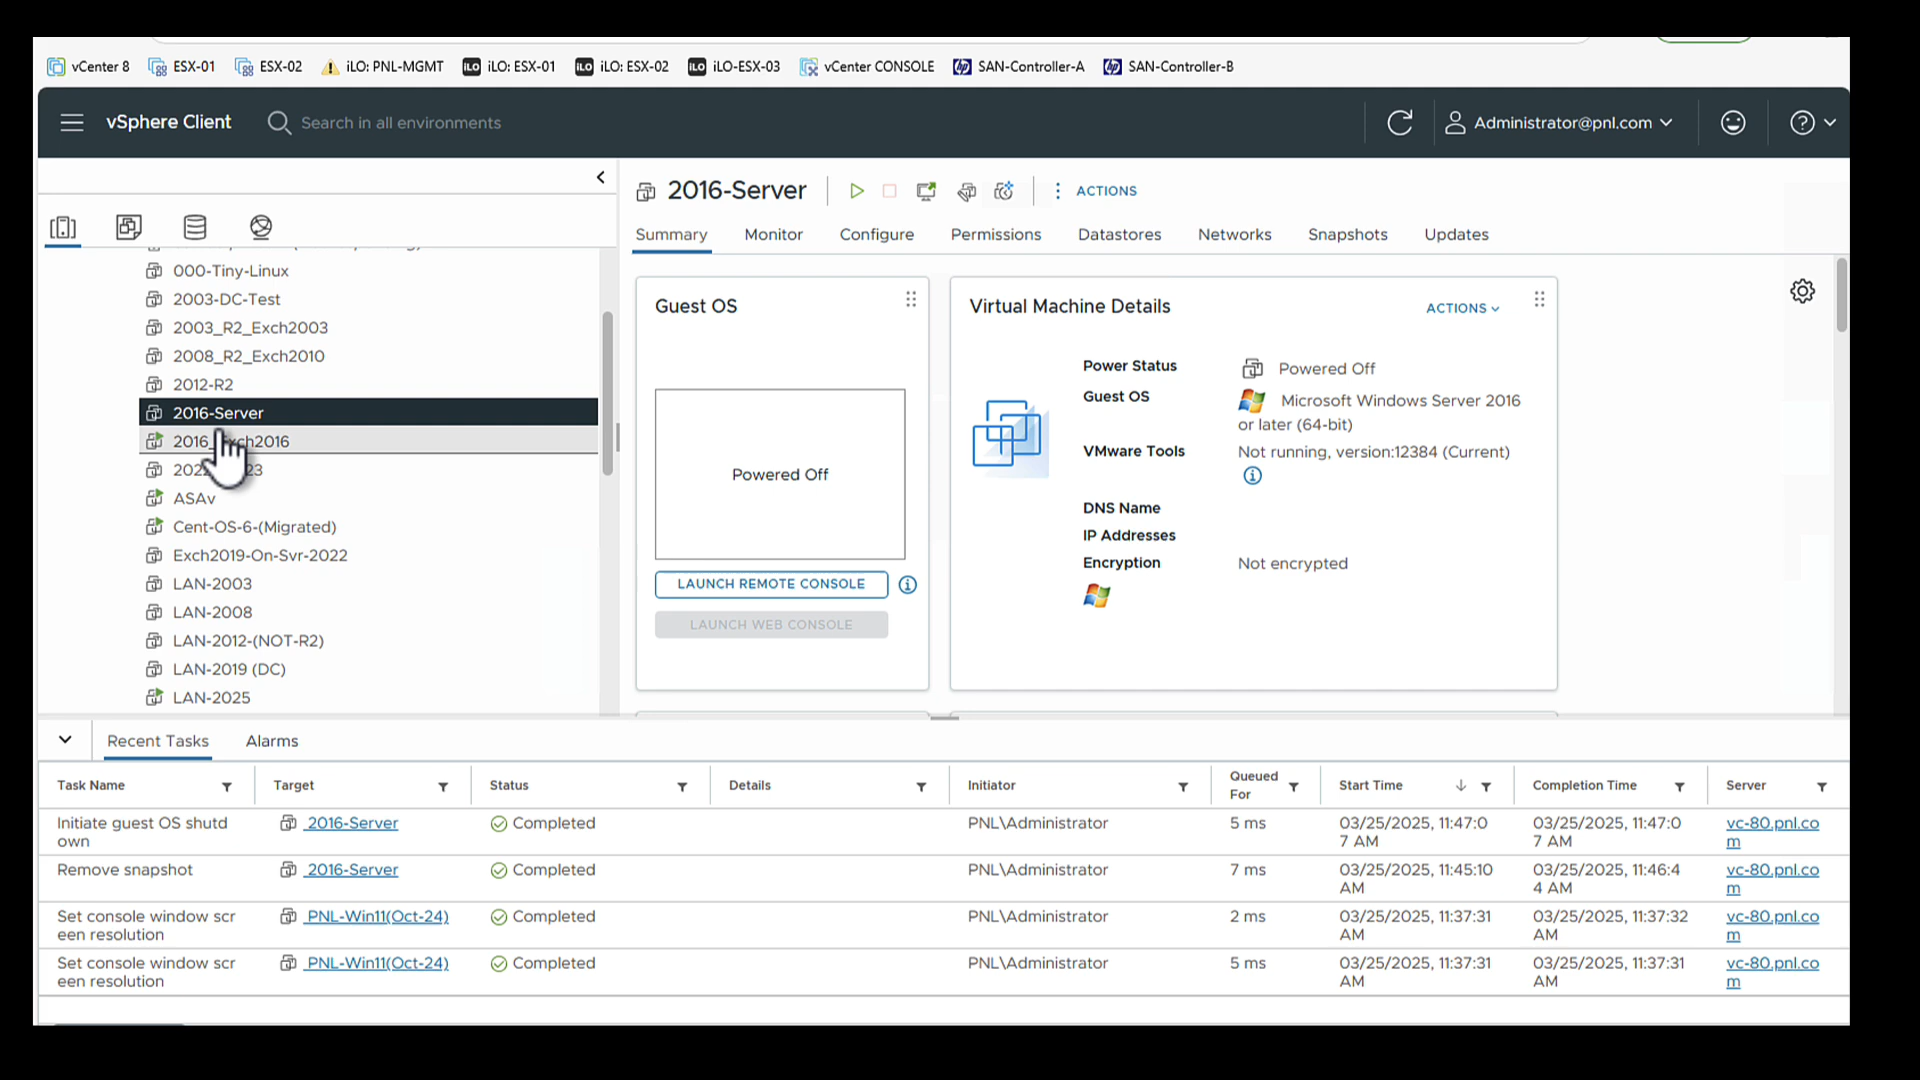 vCenter 8 ESX-01 ESX-02 iLO: PNL-MGMT iLO: ESX-01 iLO: ESX-02 iLO-ESX-03 vCenter CONSOLE SAN-Controller-A SAN-Controller-B
vSphere Client Search in all environments Administrator@pnl.com
2016-Server ACTIONS
Summary Monitor Configure Permissions Datastores Networks Snapshots Updates
000-Tiny-Linux
2003-DC-Test
2003_R2_Exch2003
2008_R2_Exch2010
2012-R2
2016-Server
ASAv
Cent-OS-6-(Migrated)
Exch2019-On-Svr-2022
LAN-2003
LAN-2008
LAN-2012-(NOT-R2)
LAN-2019 (DC)
LAN-2025
Guest OS
Powered Off
LAUNCH REMOTE CONSOLE
LAUNCH WEB CONSOLE
Virtual Machine Details ACTIONS
Power Status Powered Off
Guest OS Microsoft Windows Server 2016
or later (64-bit)
VMware Tools Not running, version:12384 (Current)
DNS Name
IP Addresses
Encryption Not encrypted
Recent Tasks Alarms
Task Name Target Status Details Initiator Queued For Start Time Completion Time Server
Initiate guest OS shutd 2016-Server Completed PNL\Administrator 5 ms 03/25/2025, 11:47:0 03/25/2025, 11:47:0 vc-80.pnl.co
own 7 AM 7 AM m
Remove snapshot 2016-Server Completed PNL\Administrator 7 ms 03/25/2025, 11:45:10 03/25/2025, 11:46:4 vc-80.pnl.co
AM 4 AM m
Set console window scr PNL-Win11(Oct-24) Completed PNL\Administrator 2 ms 03/25/2025, 11:37:31 03/25/2025, 11:37:32 vc-80.pnl.co
een resolution AM AM m
Set console window scr PNL-Win11(Oct-24) Completed PNL\Administrator 5 ms 03/25/2025, 11:37:31 03/25/2025, 11:37:31 vc-80.pnl.co
een resolution AM AM m